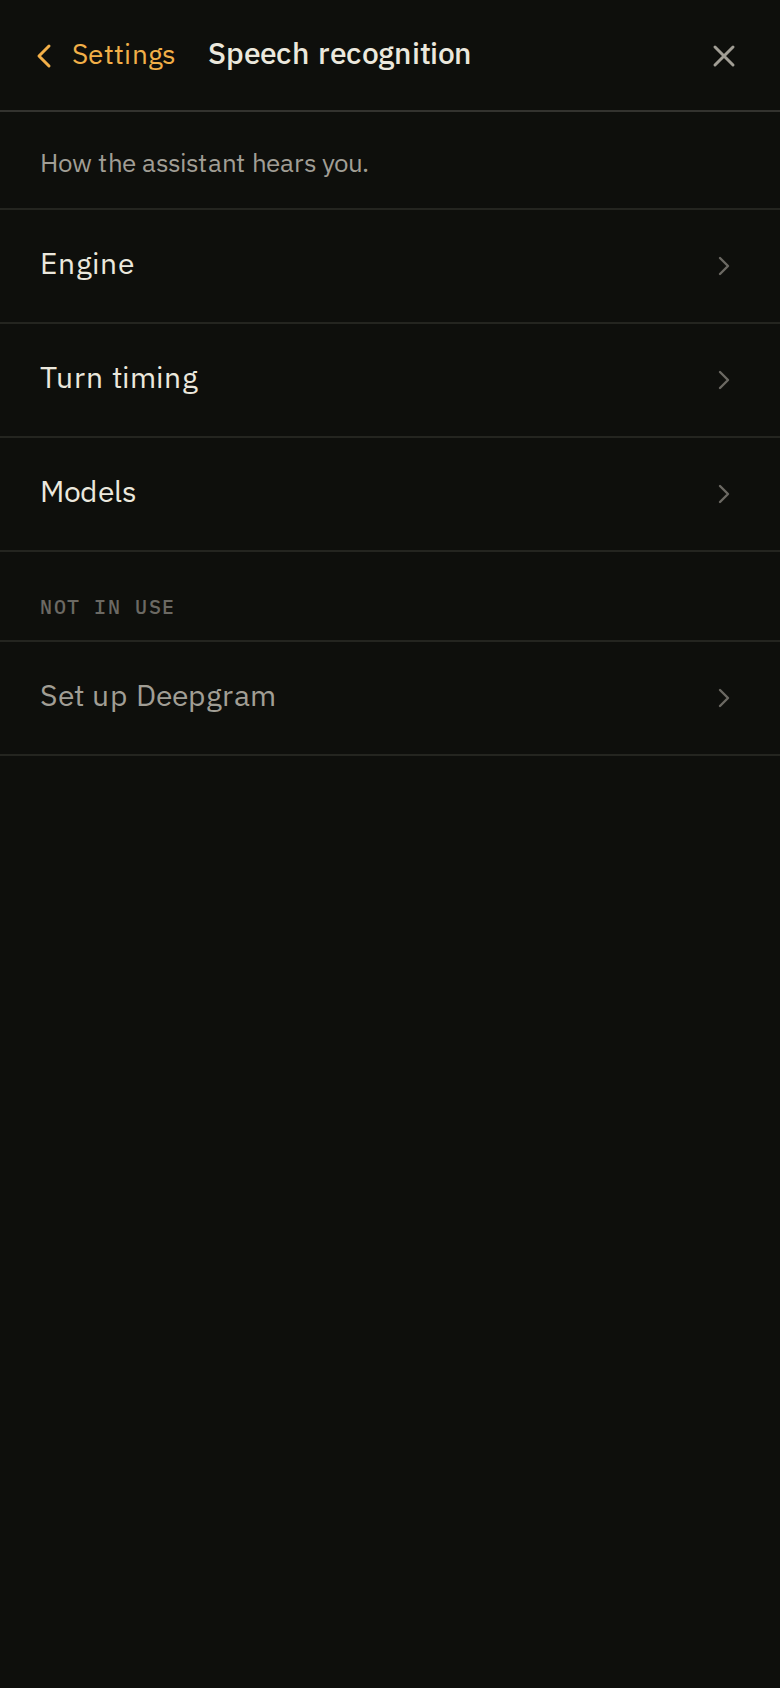 Settings Speech recognition
How the assistant hears you.
Engine
Turn timing
Models
NOT IN USE
Set up Deepgram